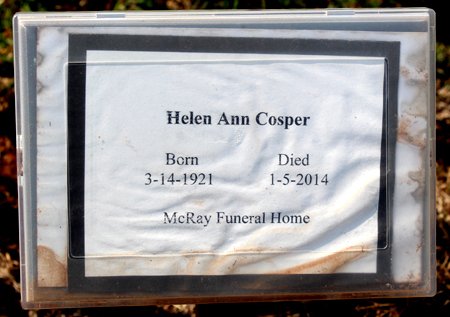 Helen Ann Cosper
Born Died
3-14-1921 1-5-2014
McRay Funeral Home